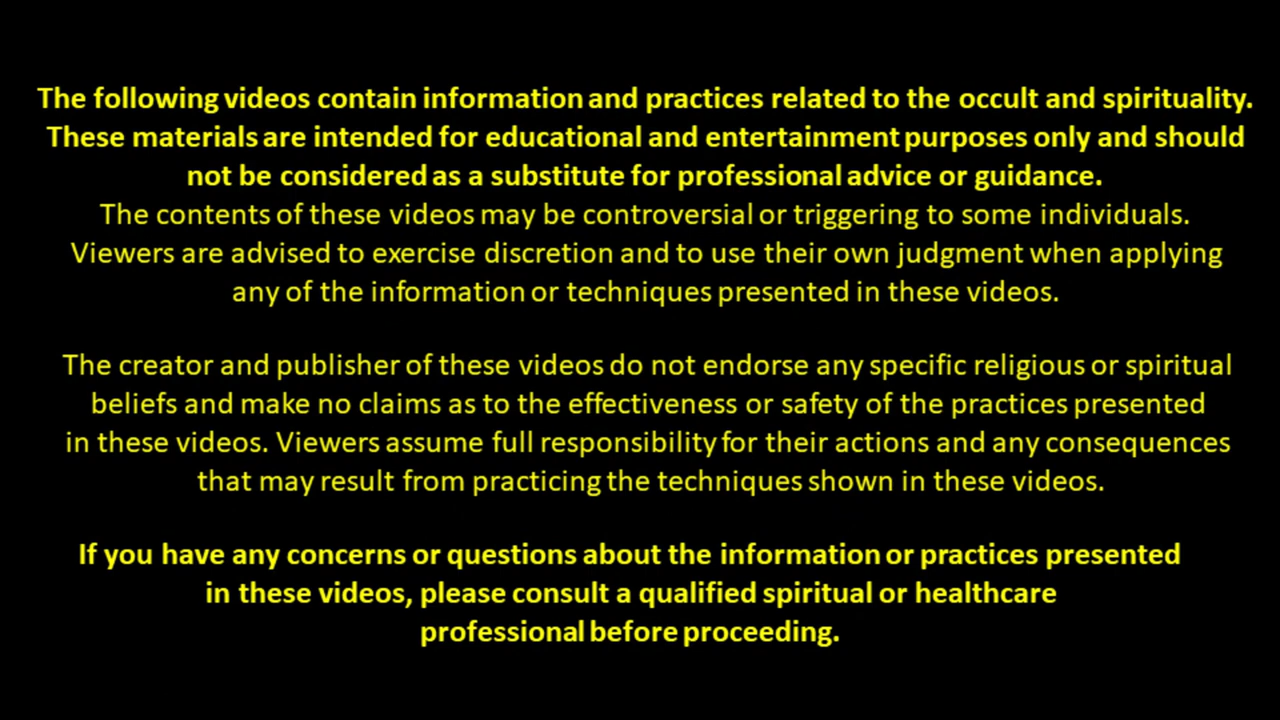 The following videos contain information and practices related to the occult and spirituality.
These materials are intended for educational and entertainment purposes only and should
not be considered as a substitute for professional advice or guidance.
The contents of these videos may be controversial or triggering to some individuals.
Viewers are advised to exercise discretion and to use their own judgment when applying
any of the information or techniques presented in these videos.
The creator and publisher of these videos do not endorse any specific religious or spiritual
beliefs and make no claims as to the effectiveness or safety of the practices presented
in these videos. Viewers assume full responsibility for their actions and any consequences
that may result from practicing the techniques shown in these videos.
If you have any concerns or questions about the information or practices presented
in these videos, please consult a qualified spiritual or healthcare
professional before proceeding.